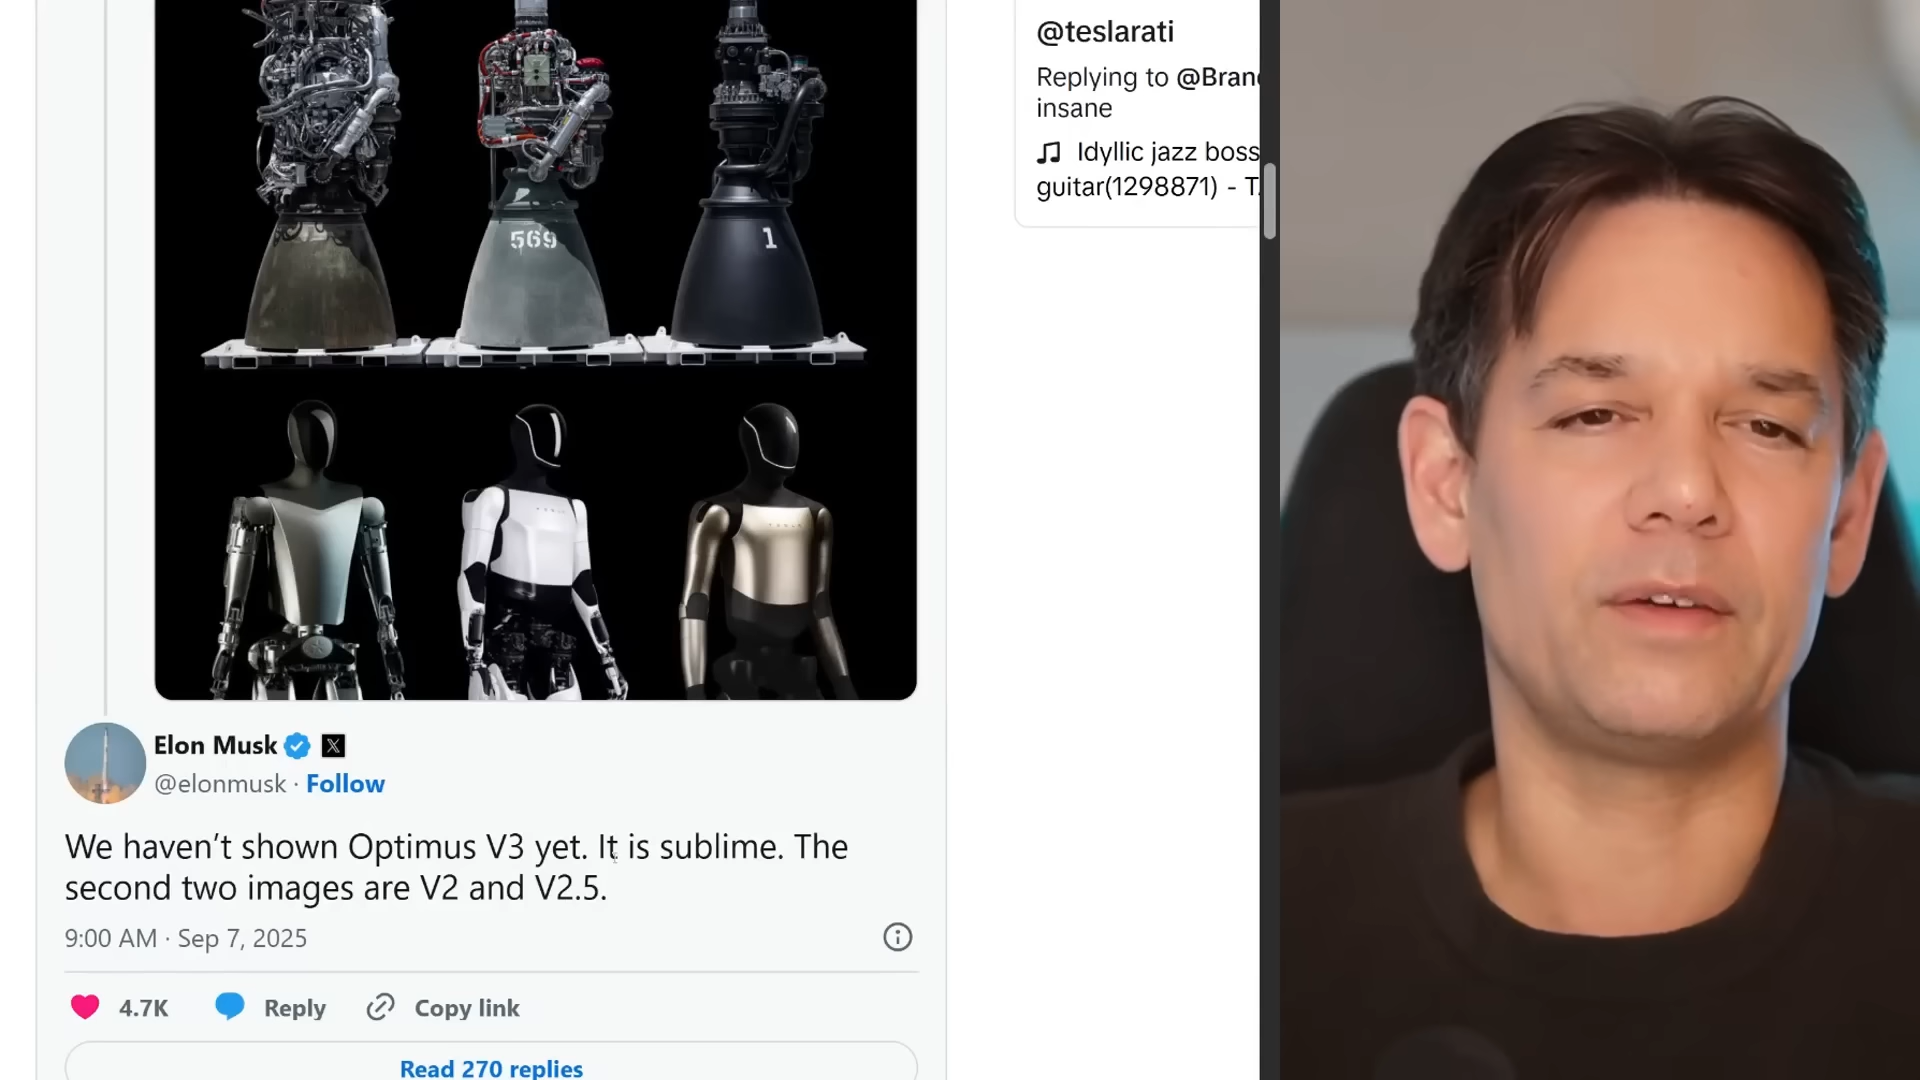 @teslarati
Replying to @Bran
insane
Idyllic jazz boss
guitar(1298871) - T
569
1
TESLA
Elon Musk
@elonmusk · Follow
We haven't shown Optimus V3 yet. It is sublime. The
second two images are V2 and V2.5.
9:00 AM · Sep 7, 2025
4.7K Reply Copy link
Read 270 replies